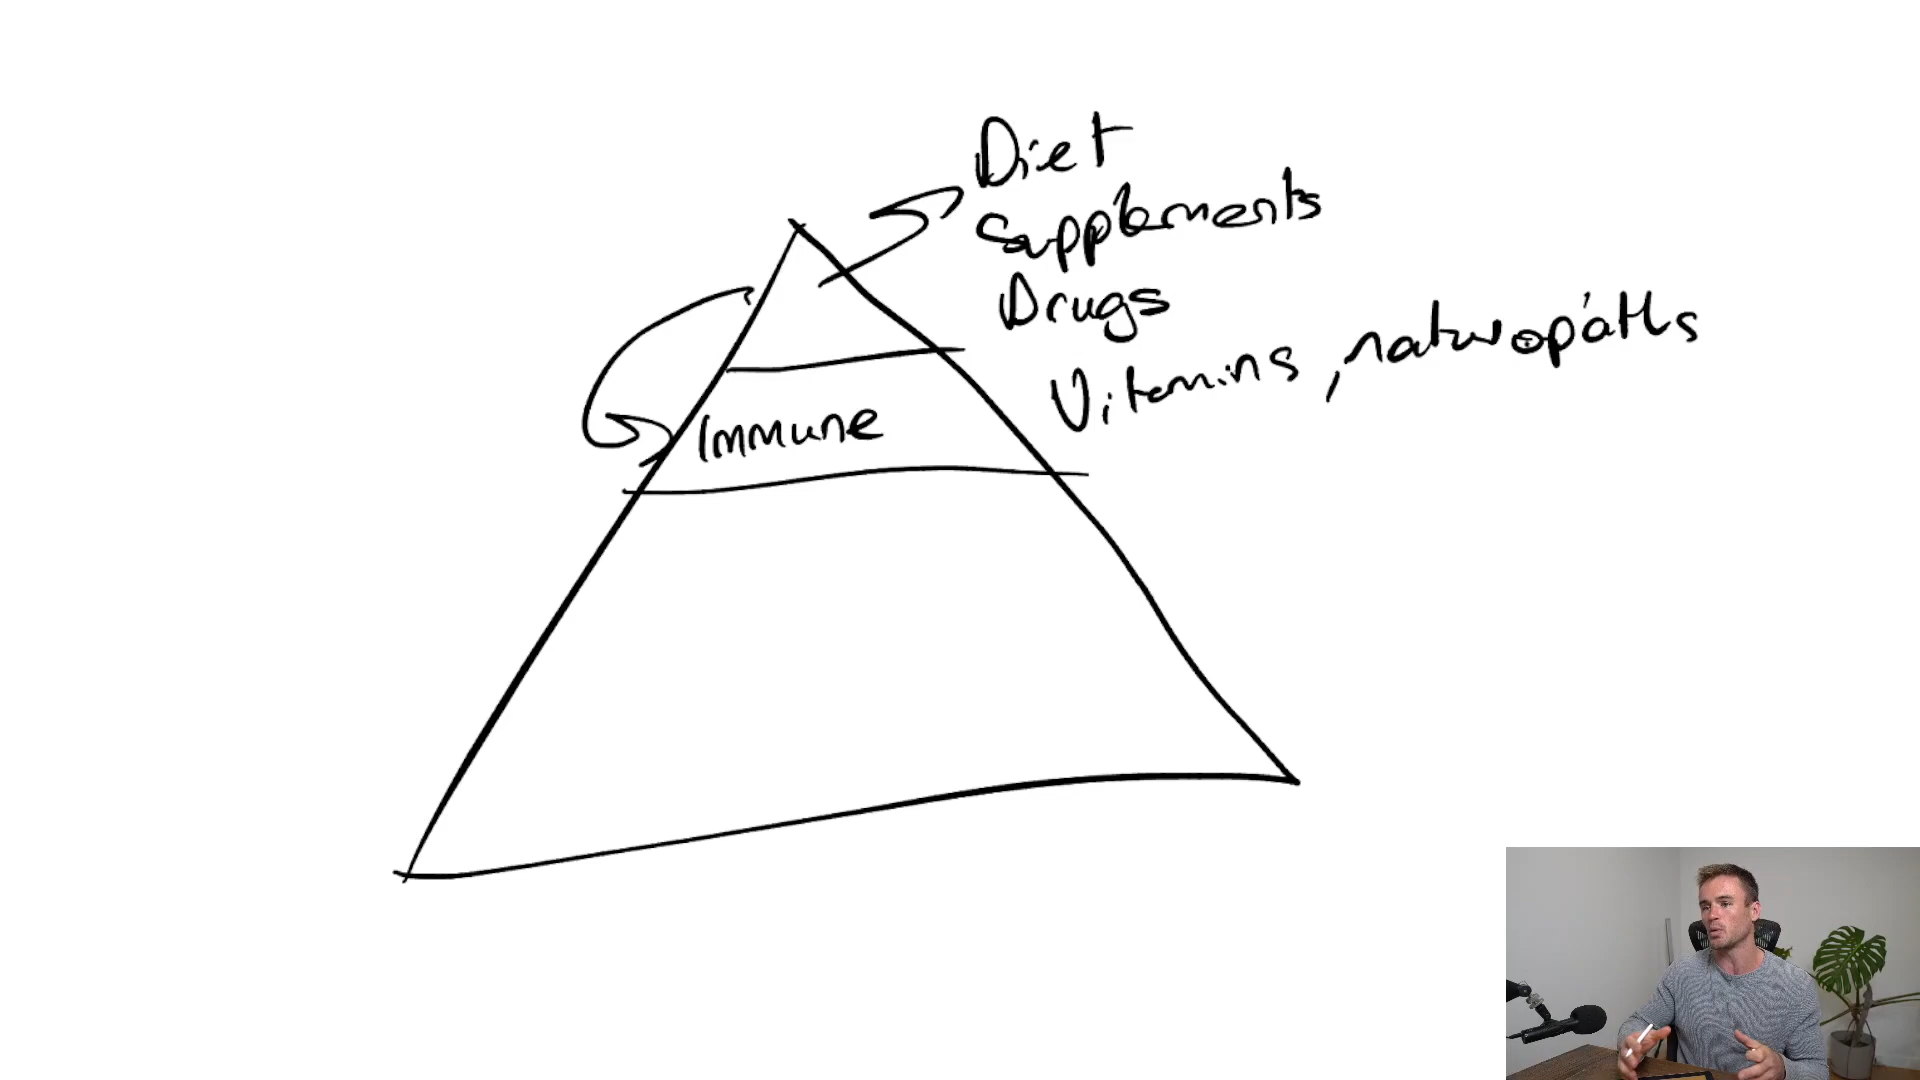 Diet
Supplements
Drugs
Vitamins, naturopaths
Immune